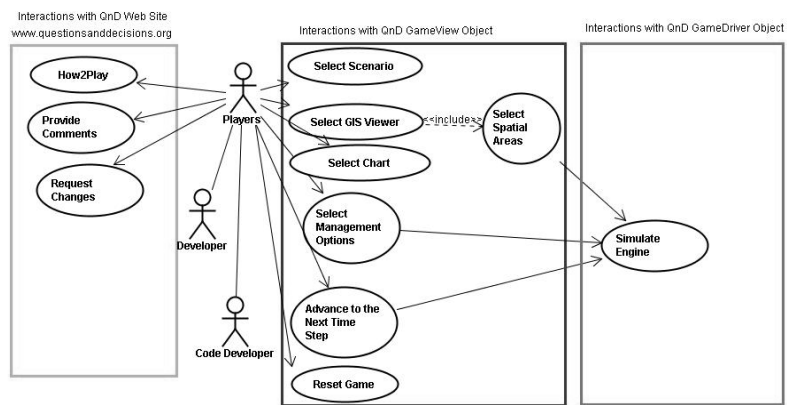 Interactions with QnD Web Site
www.questionsanddecisions.org
Interactions with QnD GameView Object
Interactions with QnD GameDriver Object
How2Play
Provide
Comments
Request
Changes
Players
Developer
Code Developer
Select Scenario
Select GIS Viewer
<<include>>
Select
Spatial
Areas
Select Chart
Select
Management
Options
Advance to the
Next Time
Step
Reset Game
Simulate
Engine